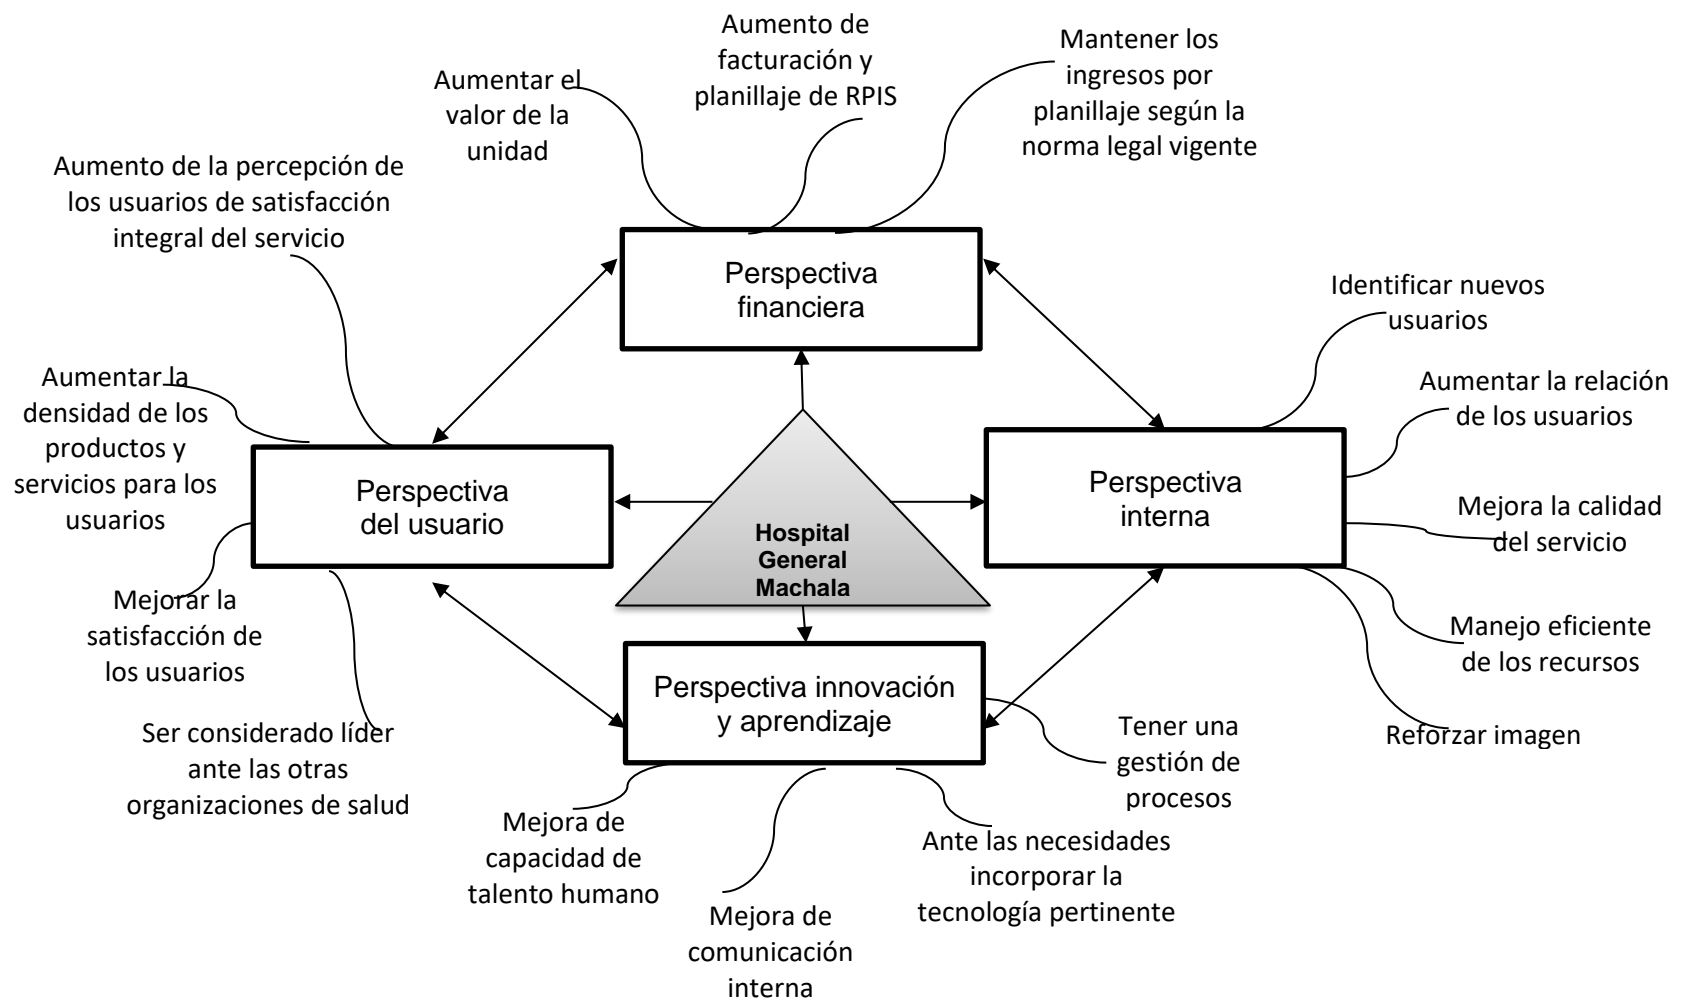 Aumento de
facturación y
planillaje de RPIS
Mantener los
ingresos por
planillaje según la
norma legal vigente
Aumentar el
valor de la
unidad
Aumento de la percepción de
los usuarios de satisfacción
integral del servicio
Perspectiva
financiera
Identificar nuevos
usuarios
Aumentar la
densidad de los
productos y
servicios para los
usuarios
Aumentar la relación
de los usuarios
Perspectiva
del usuario
Perspectiva
interna
Mejora la calidad
del servicio
Hospital
General
Machala
Mejorar la
satisfacción de
los usuarios
Manejo eficiente
de los recursos
Perspectiva innovación
y aprendizaje
Ser considerado líder
ante las otras
organizaciones de salud
Tener una
gestión de
procesos
Reforzar imagen
Mejora de
capacidad de
talento humano
Ante las necesidades
incorporar la
tecnología pertinente
Mejora de
comunicación
interna